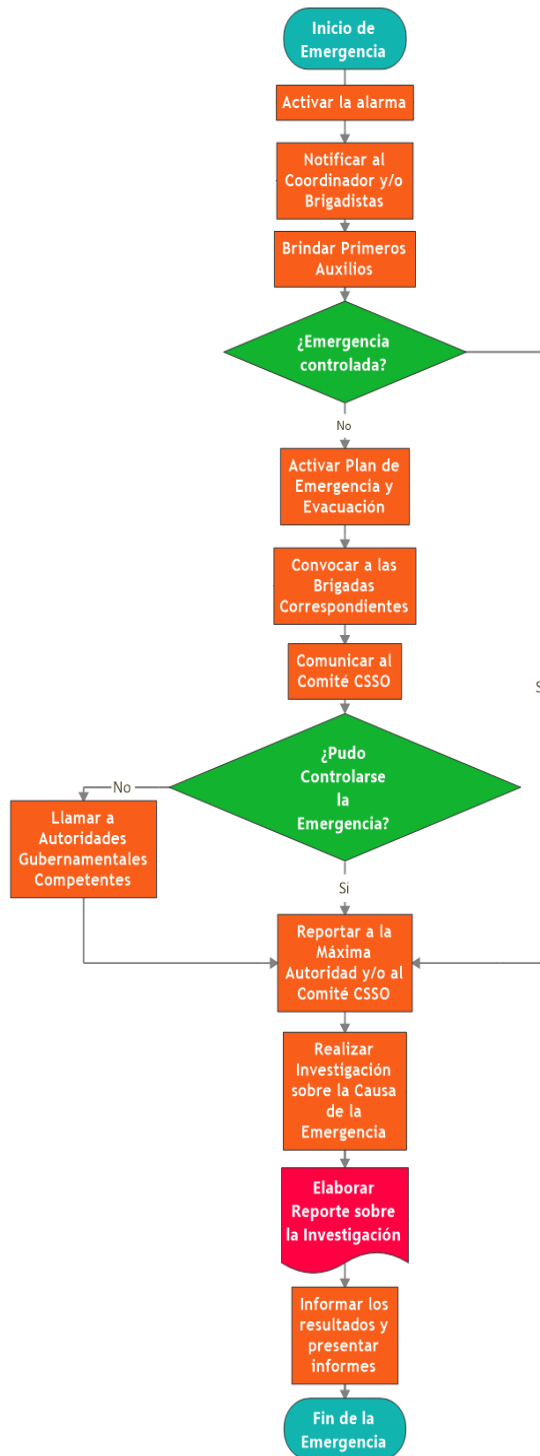 Inicio de
Emergencia
Activar la alarma
Notificar al
Coordinador y/o
Brigadistas
Brindar Primeros
Auxilios
¿Emergencia
controlada?
No
Activar Plan de
Emergencia y
Evacuación
Convocar a las
Brigadas
Correspondientes
Comunicar al
Comité CSSO
¿Pudo
Controlarse
la
Emergencia?
No
Llamar a
Autoridades
Gubernamentales
Competentes
Si
Reportar a la
Máxima
Autoridad y/o al
Comité CSSO
Realizar
Investigación
sobre la Causa
de la
Emergencia
Elaborar
Reporte sobre
la Investigación
Informar los
resultados y
presentar
informes
Fin de la
Emergencia